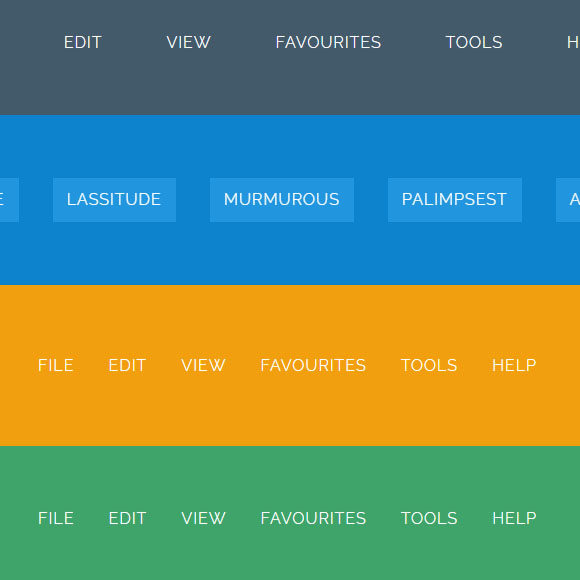 EDIT VIEW FAVOURITES TOOLS H
E LASSITUDE MURMUROUS PALIMPSEST A
FILE EDIT VIEW FAVOURITES TOOLS HELP
FILE EDIT VIEW FAVOURITES TOOLS HELP